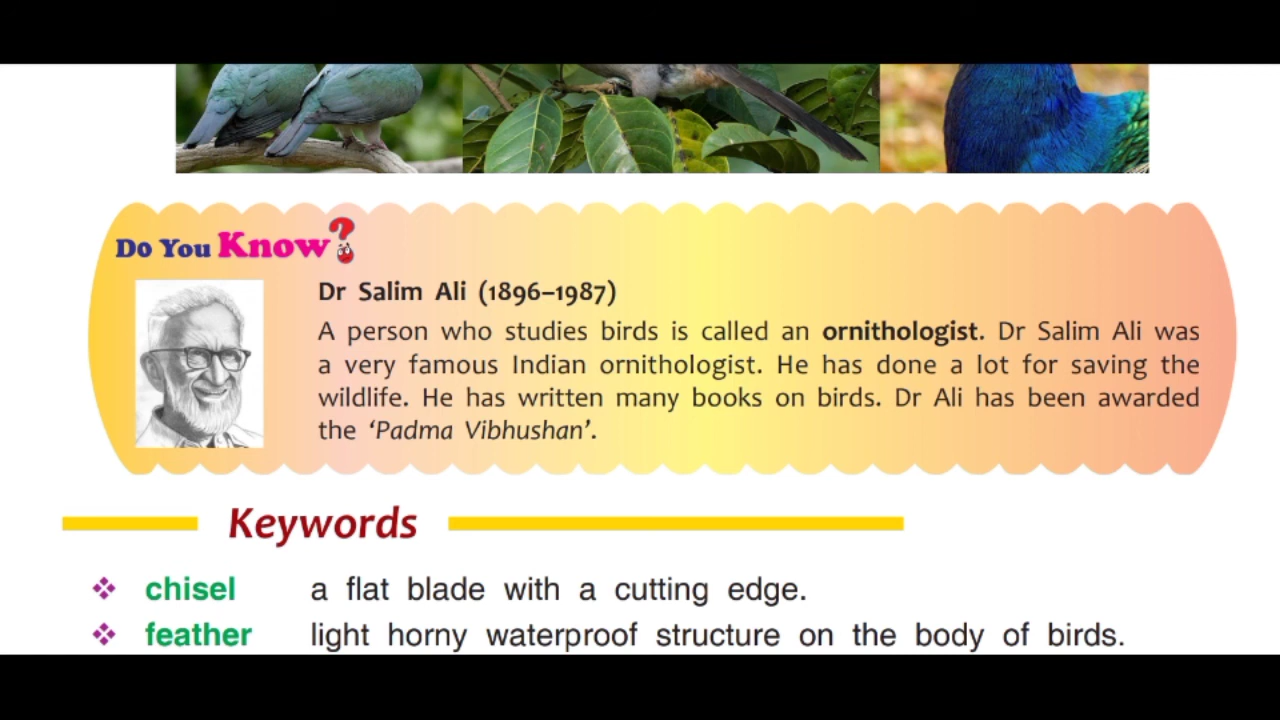 Do You Know?
Dr Salim Ali (1896–1987)
A person who studies birds is called an ornithologist. Dr Salim Ali was
a very famous Indian ornithologist. He has done a lot for saving the
wildlife. He has written many books on birds. Dr Ali has been awarded
the ‘Padma Vibhushan’.
Keywords
❖ chisel a flat blade with a cutting edge.
❖ feather light horny waterproof structure on the body of birds.